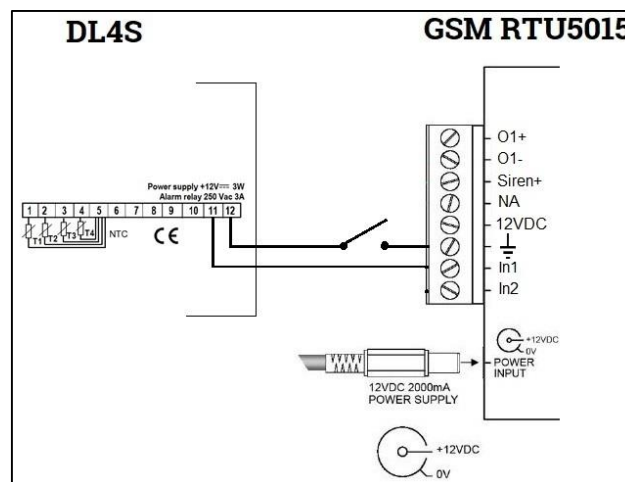 DL4S
GSM RTU5015
O1+
O1-
Siren+
NA
12VDC
In1
In2
Power supply +12V⎓ 3W
Alarm relay 250 Vac 3A
1 2 3 4 5 6 7 8 9 10 11 12
T1 T2 T3 T4 NTC
CE
+12VDC
0V
POWER
INPUT
12VDC 2000mA
POWER SUPPLY
+12VDC
0V